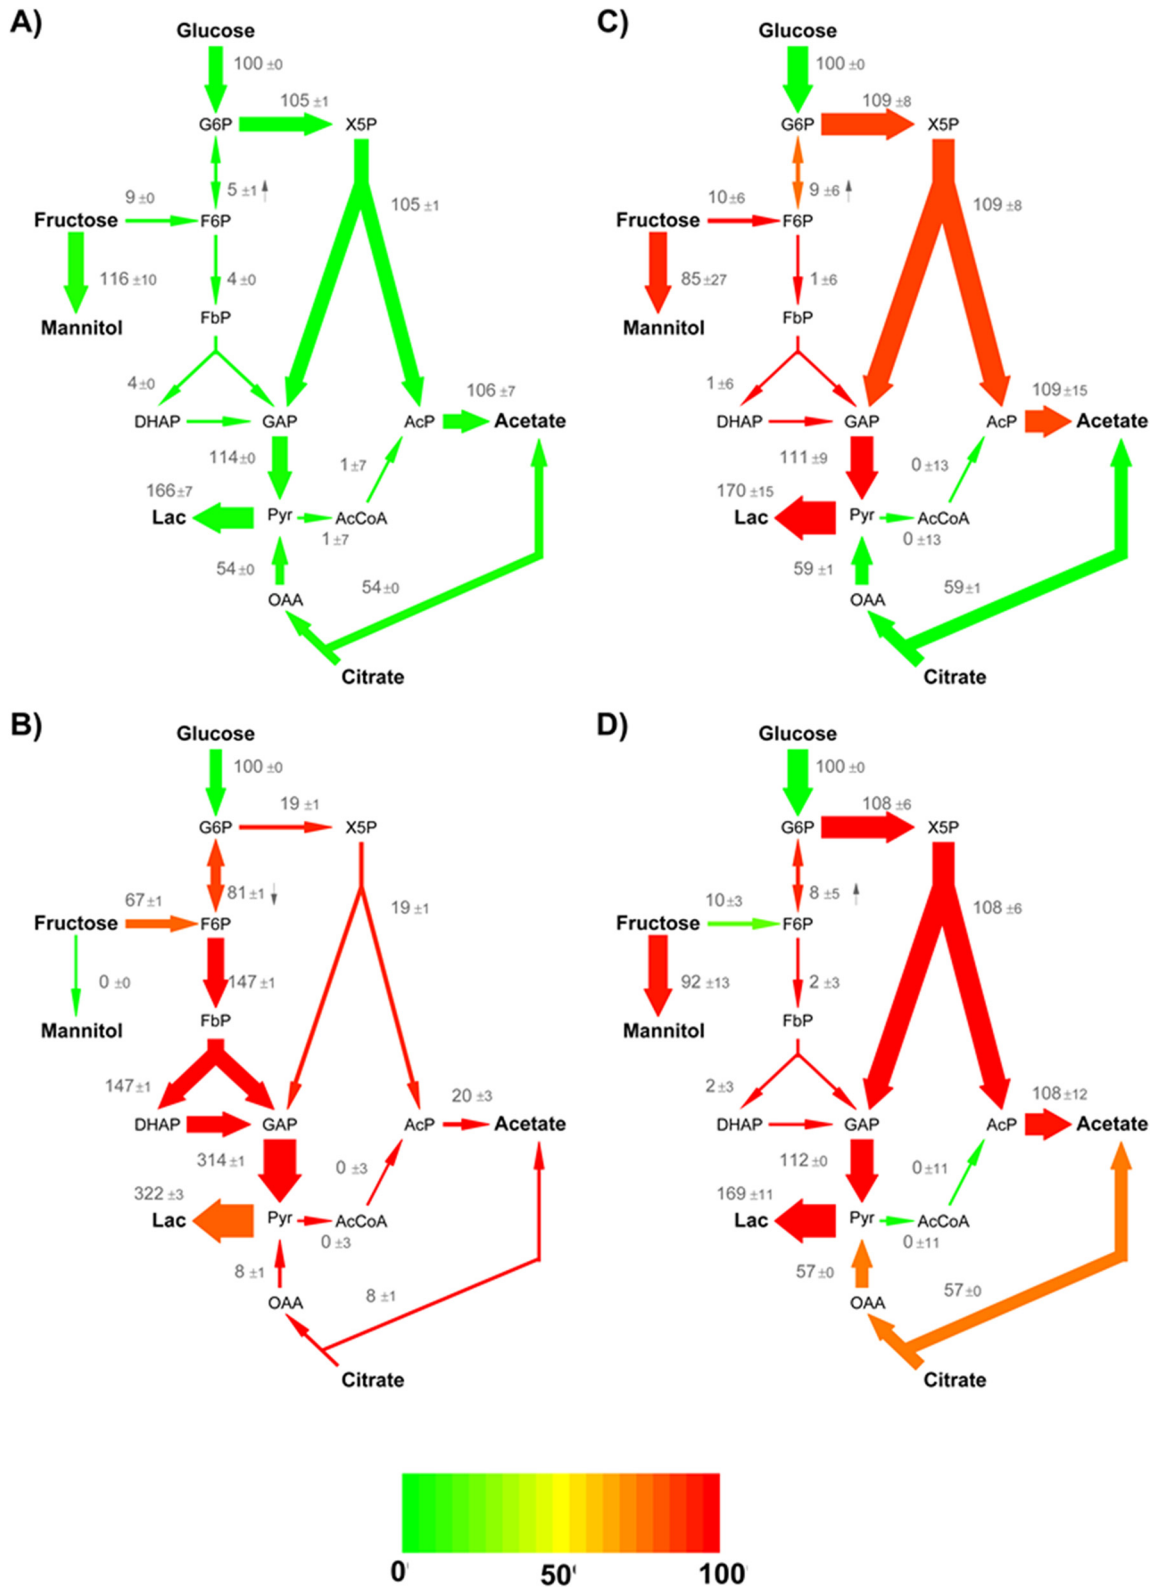 A)
Glucose
100 ±0
105 ±1
G6P
X5P
9 ±0
5 ±1
105 ±1
Fructose
F6P
116 ±10
4 ±0
Mannitol
FbP
4 ±0
106 ±7
DHAP
GAP
AcP
Acetate
114 ±0
1 ±7
166 ±7
Lac
Pyr
AcCoA
1 ±7
54 ±0
54 ±0
OAA
Citrate
C)
Glucose
100 ±0
109 ±8
G6P
X5P
10 ±6
9 ±6
109 ±8
Fructose
F6P
85 ±27
1 ±6
Mannitol
FbP
1 ±6
109 ±15
DHAP
GAP
AcP
Acetate
111 ±9
0 ±13
170 ±15
Lac
Pyr
AcCoA
0 ±13
59 ±1
59 ±1
OAA
Citrate
B)
Glucose
100 ±0
19 ±1
G6P
X5P
67 ±1
81 ±1
19 ±1
Fructose
F6P
0 ±0
147 ±1
Mannitol
FbP
147 ±1
20 ±3
DHAP
GAP
AcP
Acetate
314 ±1
0 ±3
322 ±3
Lac
Pyr
AcCoA
0 ±3
8 ±1
8 ±1
OAA
Citrate
D)
Glucose
100 ±0
108 ±6
G6P
X5P
10 ±3
8 ±5
108 ±6
Fructose
F6P
92 ±13
2 ±3
Mannitol
FbP
2 ±3
108 ±12
DHAP
GAP
AcP
Acetate
112 ±0
0 ±11
169 ±11
Lac
Pyr
AcCoA
0 ±11
57 ±0
57 ±0
OAA
Citrate
0 50 100